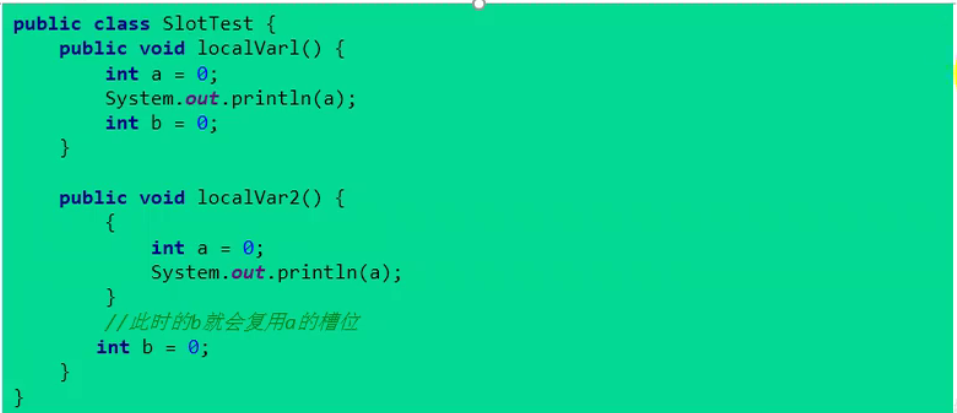 public class SlotTest {
public void localVarl() {
int a = 0;
System.out.println(a);
int b = 0;
}
public void localVar2() {
{
int a = 0;
System.out.println(a);
}
//此时的b就会复用a的槽位
int b = 0;
}
}